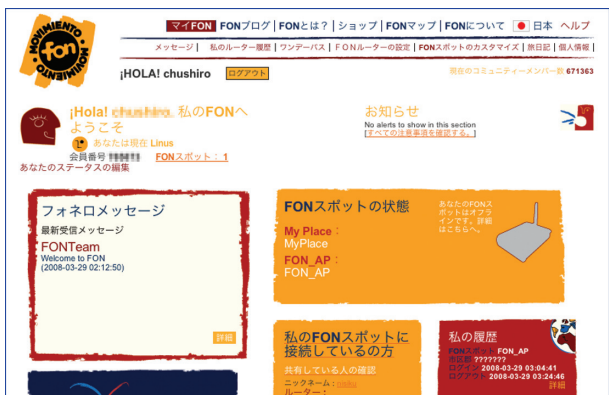 MOVIMIENTO
fon
MOVIMIENTO
マイFON | FONブログ | FONとは? | ショップ | FONマップ | FONについて 日本 ヘルプ
メッセージ | 私のルーター履歴 | ワンデーパス | FONルーターの設定 | FONスポットのカスタマイズ | 旅日記 | 個人情報 |
¡HOLA! chushiro ログアウト
現在のコミュニティーメンバー数 671363
¡Hola! 私のFONへ
ようこそ
あなたは現在 Linus
会員番号 FONスポット: 1
あなたのステータスの編集
お知らせ
No alerts to show in this section
[すべての注意事項を確認する。]
フォネロメッセージ
最新受信メッセージ
FONTeam
Welcome to FON
(2008-03-29 02:12:50)
詳細
FONスポットの状態
My Place:
MyPlace
FON_AP:
FON_AP
あなたのFONス
ポットはオフラ
インです。詳細
はこちらへ。
私のFONスポットに
接続しているの方
共有している人の確認
ニックネーム:
ルーター:
私の履歴
FONスポット FON_AP
市区郡 ???????
ログイン 2008-03-29 03:04:41
ログアウト 2008-03-29 03:24:46
詳細